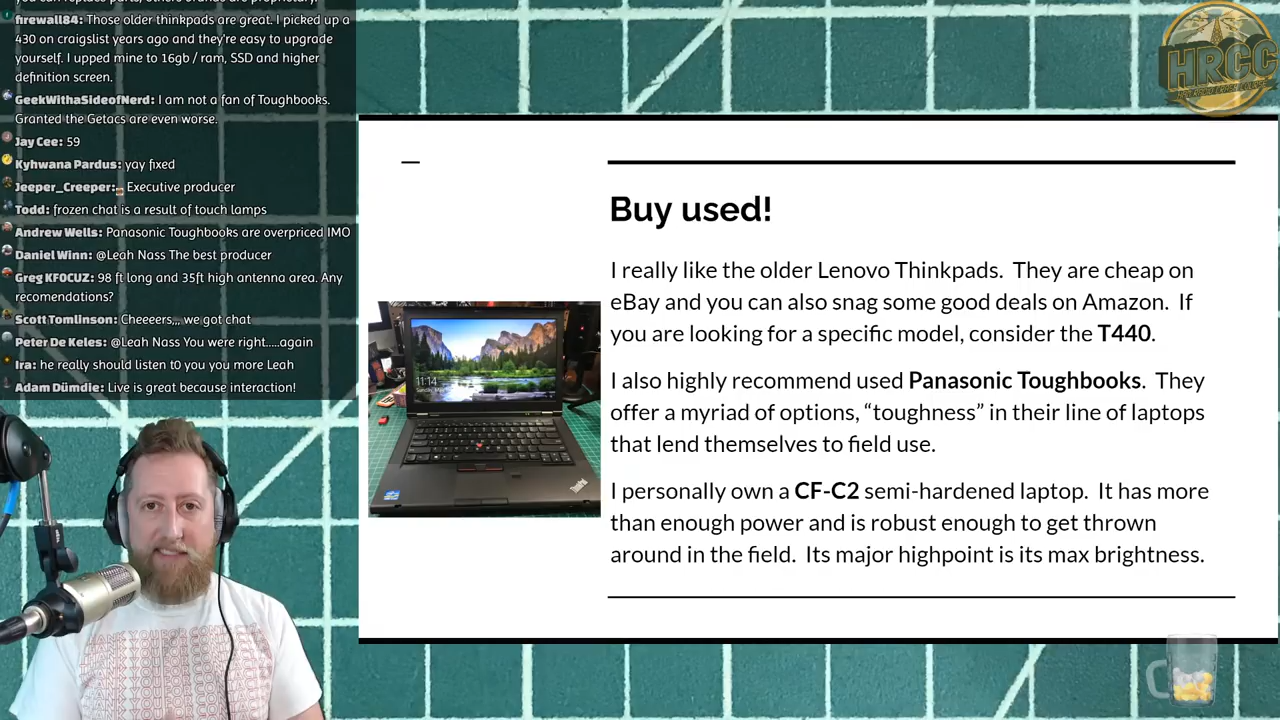 firewall84: Those older thinkpads are great. I picked up a
430 on craigslist years ago and they're easy to upgrade
yourself. I upped mine to 16gb / ram, SSD and higher
definition screen.
GeekWithaSideofNerd: I am not a fan of Toughbooks.
Granted the Getacs are even worse.
Jay Cee: 59
Kyhwana Pardus: yay fixed
Jeeper_Creeper: Executive producer
Todd: frozen chat is a result of touch lamps
Andrew Wells: Panasonic Toughbooks are overpriced IMO
Daniel Winn: @Leah Nass The best producer
Greg KF0CUZ: 98 ft long and 35ft high antenna area. Any
recomendations?
Scott Tomlinson: Cheeeers,,, we got chat
Peter De Keles: @Leah Nass You were right.....again
Ira: he really should listen to you you more Leah
Adam Dümdie: Live is great because interaction!
HRCC
HAM RADIO CRASH COURSE
Buy used!
I really like the older Lenovo Thinkpads. They are cheap on
eBay and you can also snag some good deals on Amazon. If
you are looking for a specific model, consider the T440.
I also highly recommend used Panasonic Toughbooks. They
offer a myriad of options, “toughness” in their line of laptops
that lend themselves to field use.
I personally own a CF-C2 semi-hardened laptop. It has more
than enough power and is robust enough to get thrown
around in the field. Its major highpoint is its max brightness.
11:14
ThinkPad